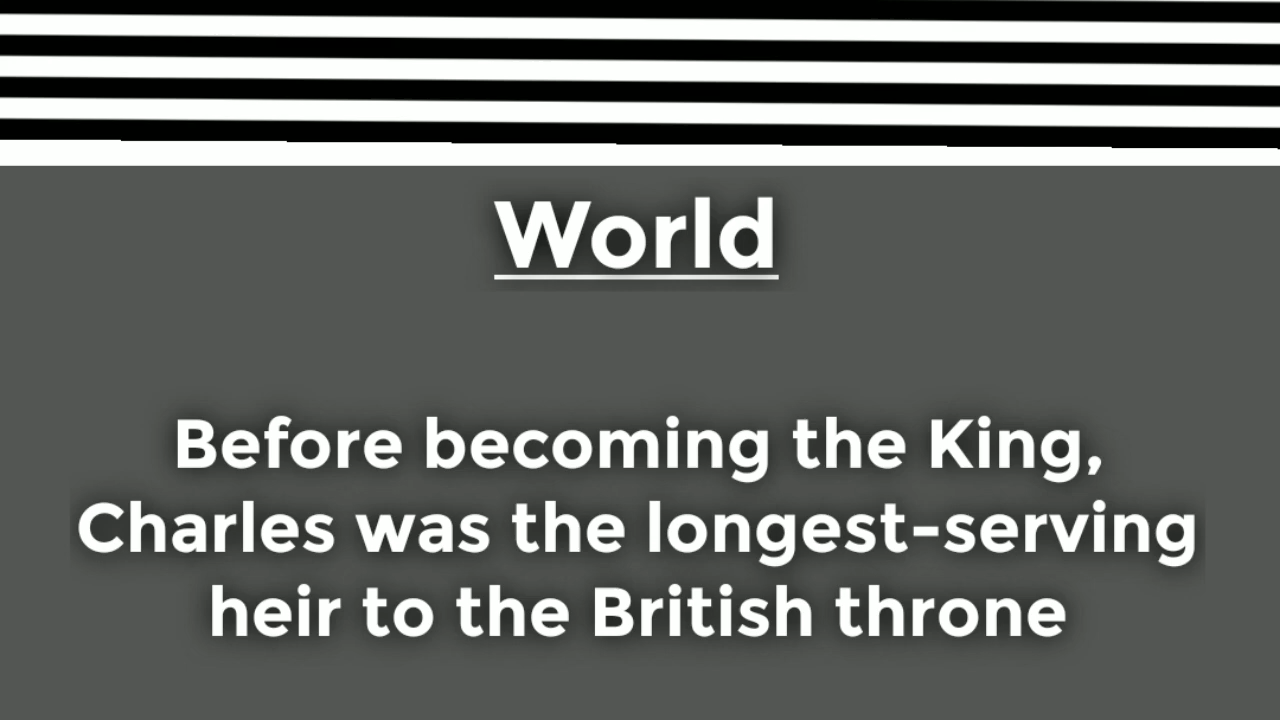 World
Before becoming the King,
Charles was the longest-serving
heir to the British throne